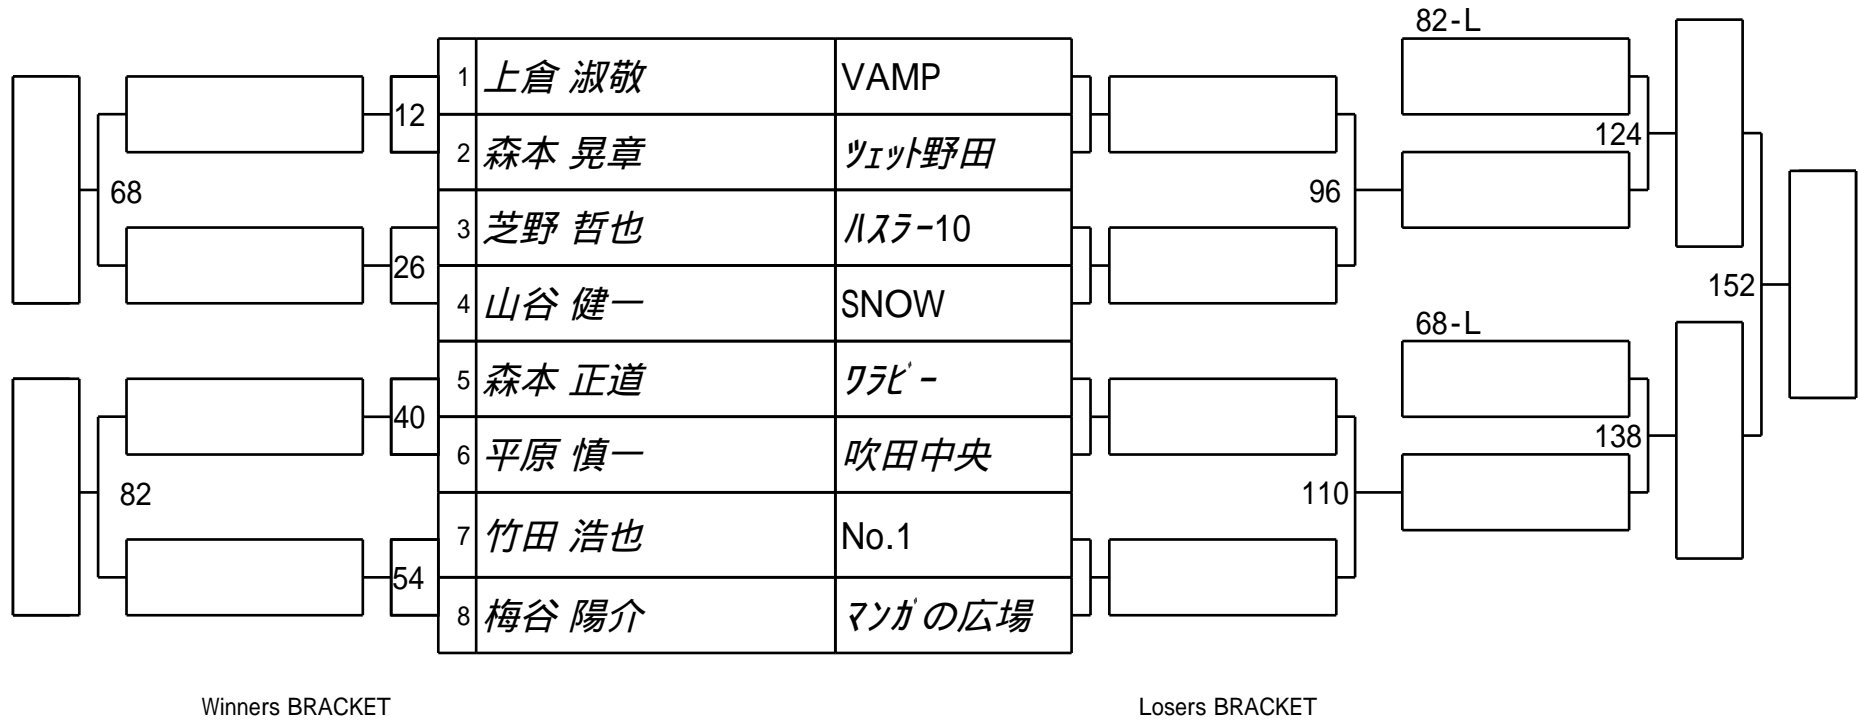 82-L
1 上倉 淑敬 VAMP
12
124
2 森本 晃章 ツェット野田
68
96
3 芝野 哲也 ハスラー10
26
152
4 山谷 健一 SNOW
68-L
5 森本 正道 ワラビー
40
138
6 平原 慎一 吹田中央
82
110
7 竹田 浩也 No.1
54
8 梅谷 陽介 マンガの広場
Winners BRACKET
Losers BRACKET